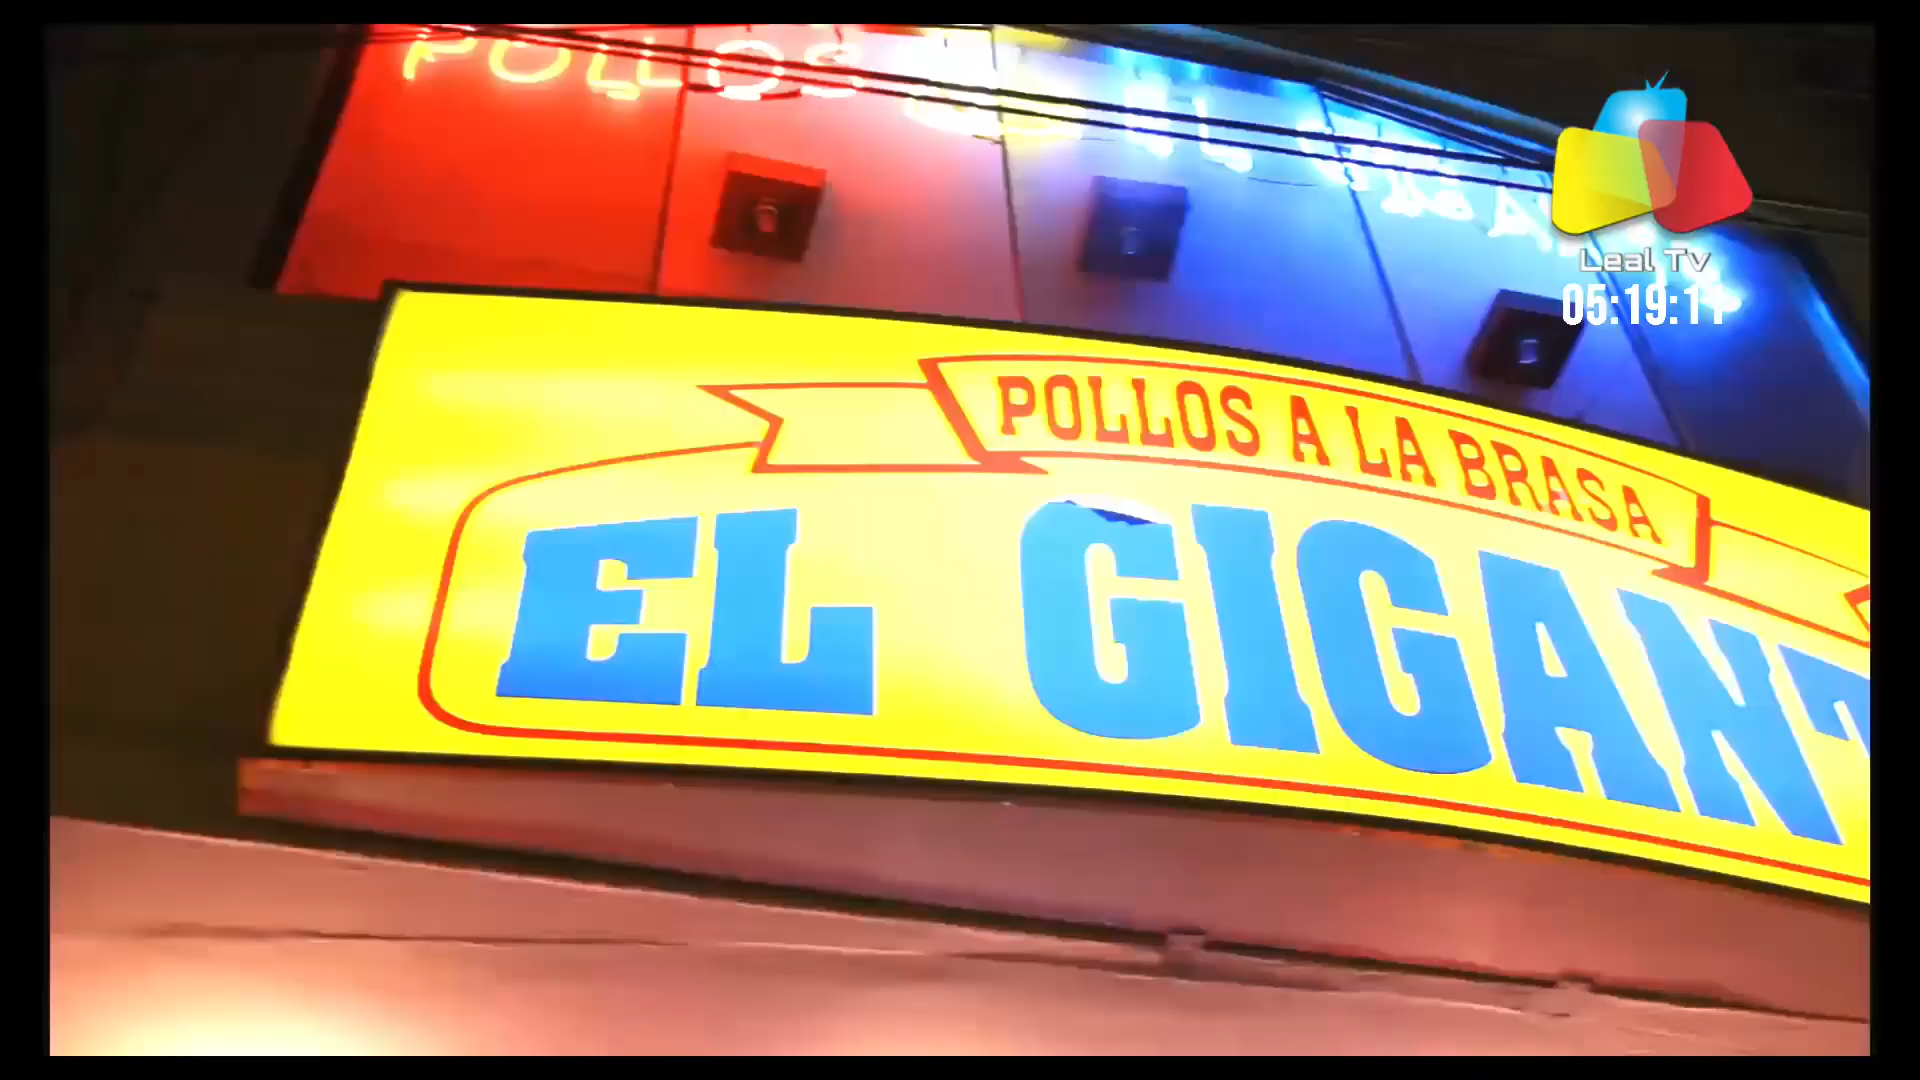 POLLOS
Leal Tv
05:19:11
POLLOS A LA BRASA
EL GIGANT